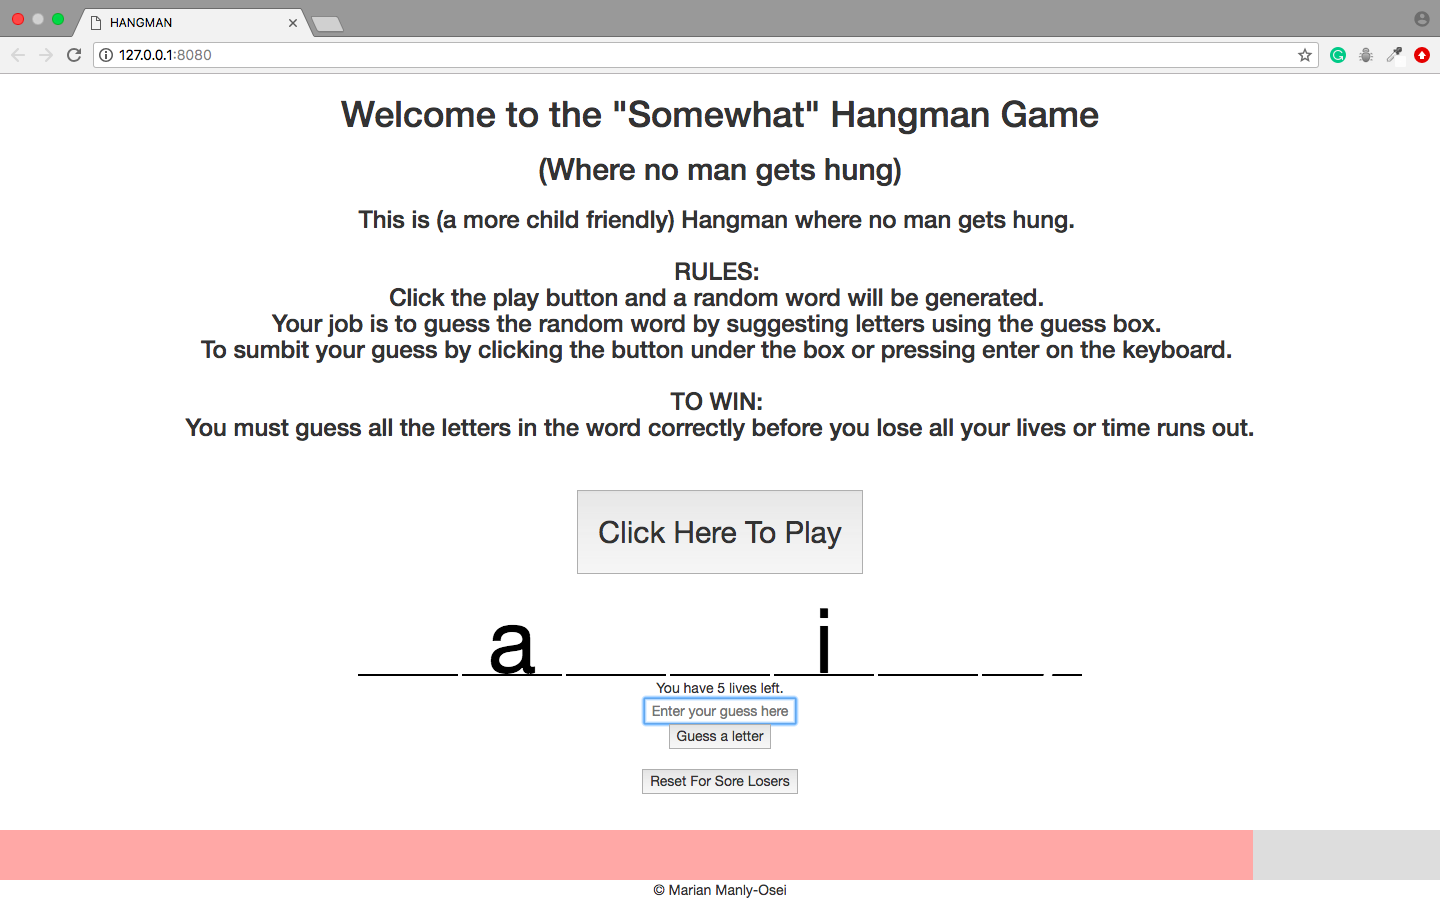 HANGMAN
127.0.0.1:8080
Welcome to the "Somewhat" Hangman Game
(Where no man gets hung)
This is (a more child friendly) Hangman where no man gets hung.
RULES:
Click the play button and a random word will be generated.
Your job is to guess the random word by suggesting letters using the guess box.
To sumbit your guess by clicking the button under the box or pressing enter on the keyboard.
TO WIN:
You must guess all the letters in the word correctly before you lose all your lives or time runs out.
Click Here To Play
a i
You have 5 lives left.
Enter your guess here
Guess a letter
Reset For Sore Losers
© Marian Manly-Osei